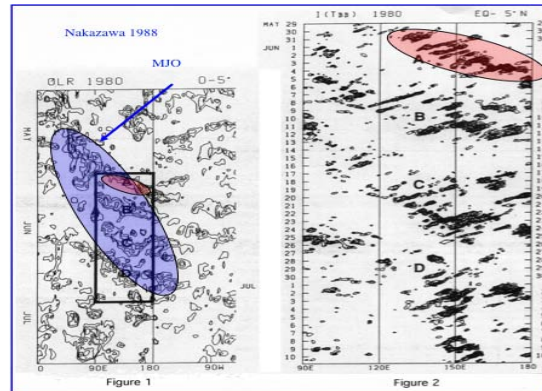 Nakazawa 1988
MJO
OLR 1980 0-5°
MAY
JUN
JUL
JUL
B
C
0 90E 180 90W
Figure 1
I (TBB) 1980 EQ- 5°N
MAY
JUN
29
30
31
1
2
3
4
5
6
7
8
9
10
11
12
13
14
15
16
17
18
19
20
21
22
23
24
25
26
27
28
29
30
1
2
3
4
5
6
7
8
9
10
A
B
C
D
90E 120E 150E 180
Figure 2